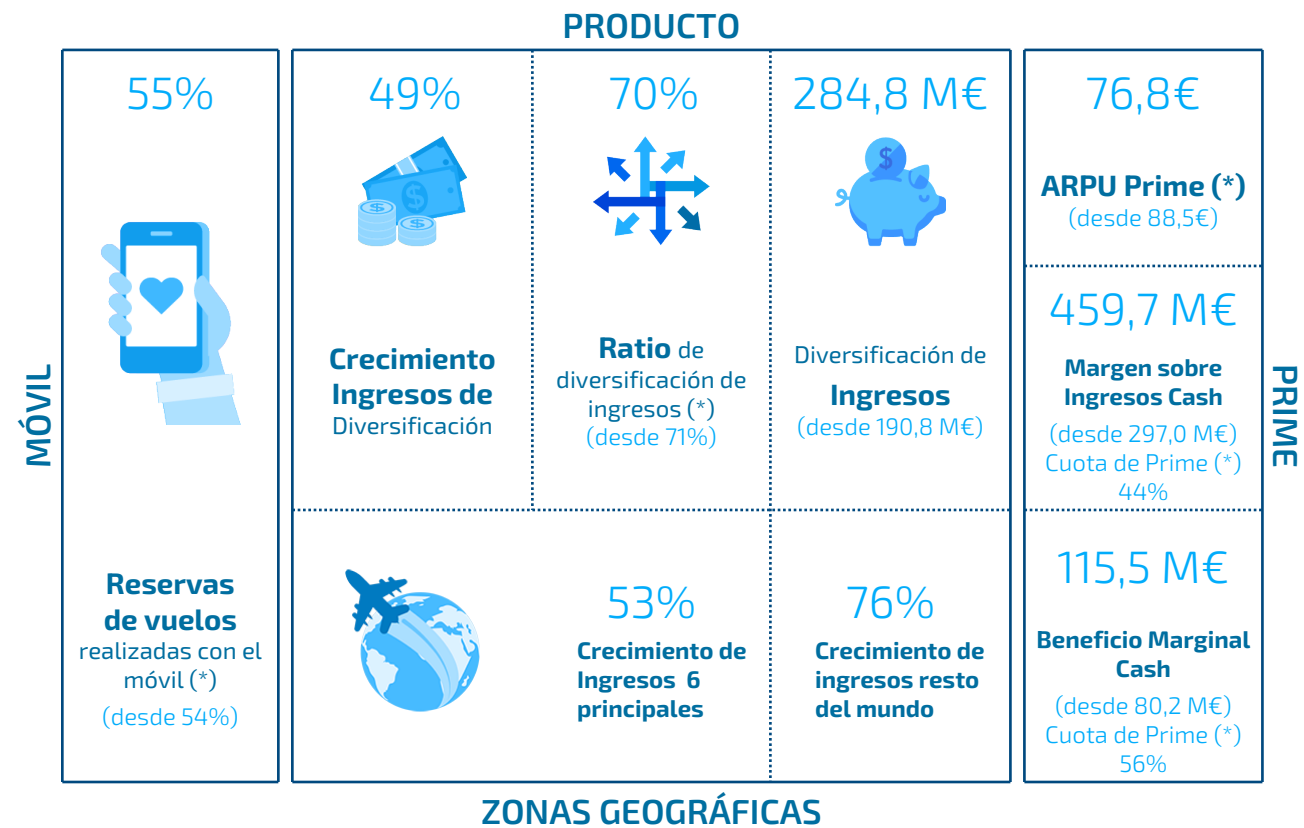 PRODUCTO
MÓVIL
55%
Reservas
de vuelos
realizadas con el
móvil (*)
(desde 54%)
49%
Crecimiento
Ingresos de
Diversificación
70%
Ratio de
diversificación de
ingresos (*)
(desde 71%)
284,8 M€
$
Diversificación de
Ingresos
(desde 190,8 M€)
53%
Crecimiento de
Ingresos 6
principales
76%
Crecimiento de
ingresos resto
del mundo
ZONAS GEOGRÁFICAS
PRIME
76,8€
ARPU Prime (*)
(desde 88,5€)
459,7 M€
Margen sobre
Ingresos Cash
(desde 297,0 M€)
Cuota de Prime (*)
44%
115,5 M€
Beneficio Marginal
Cash
(desde 80,2 M€)
Cuota de Prime (*)
56%